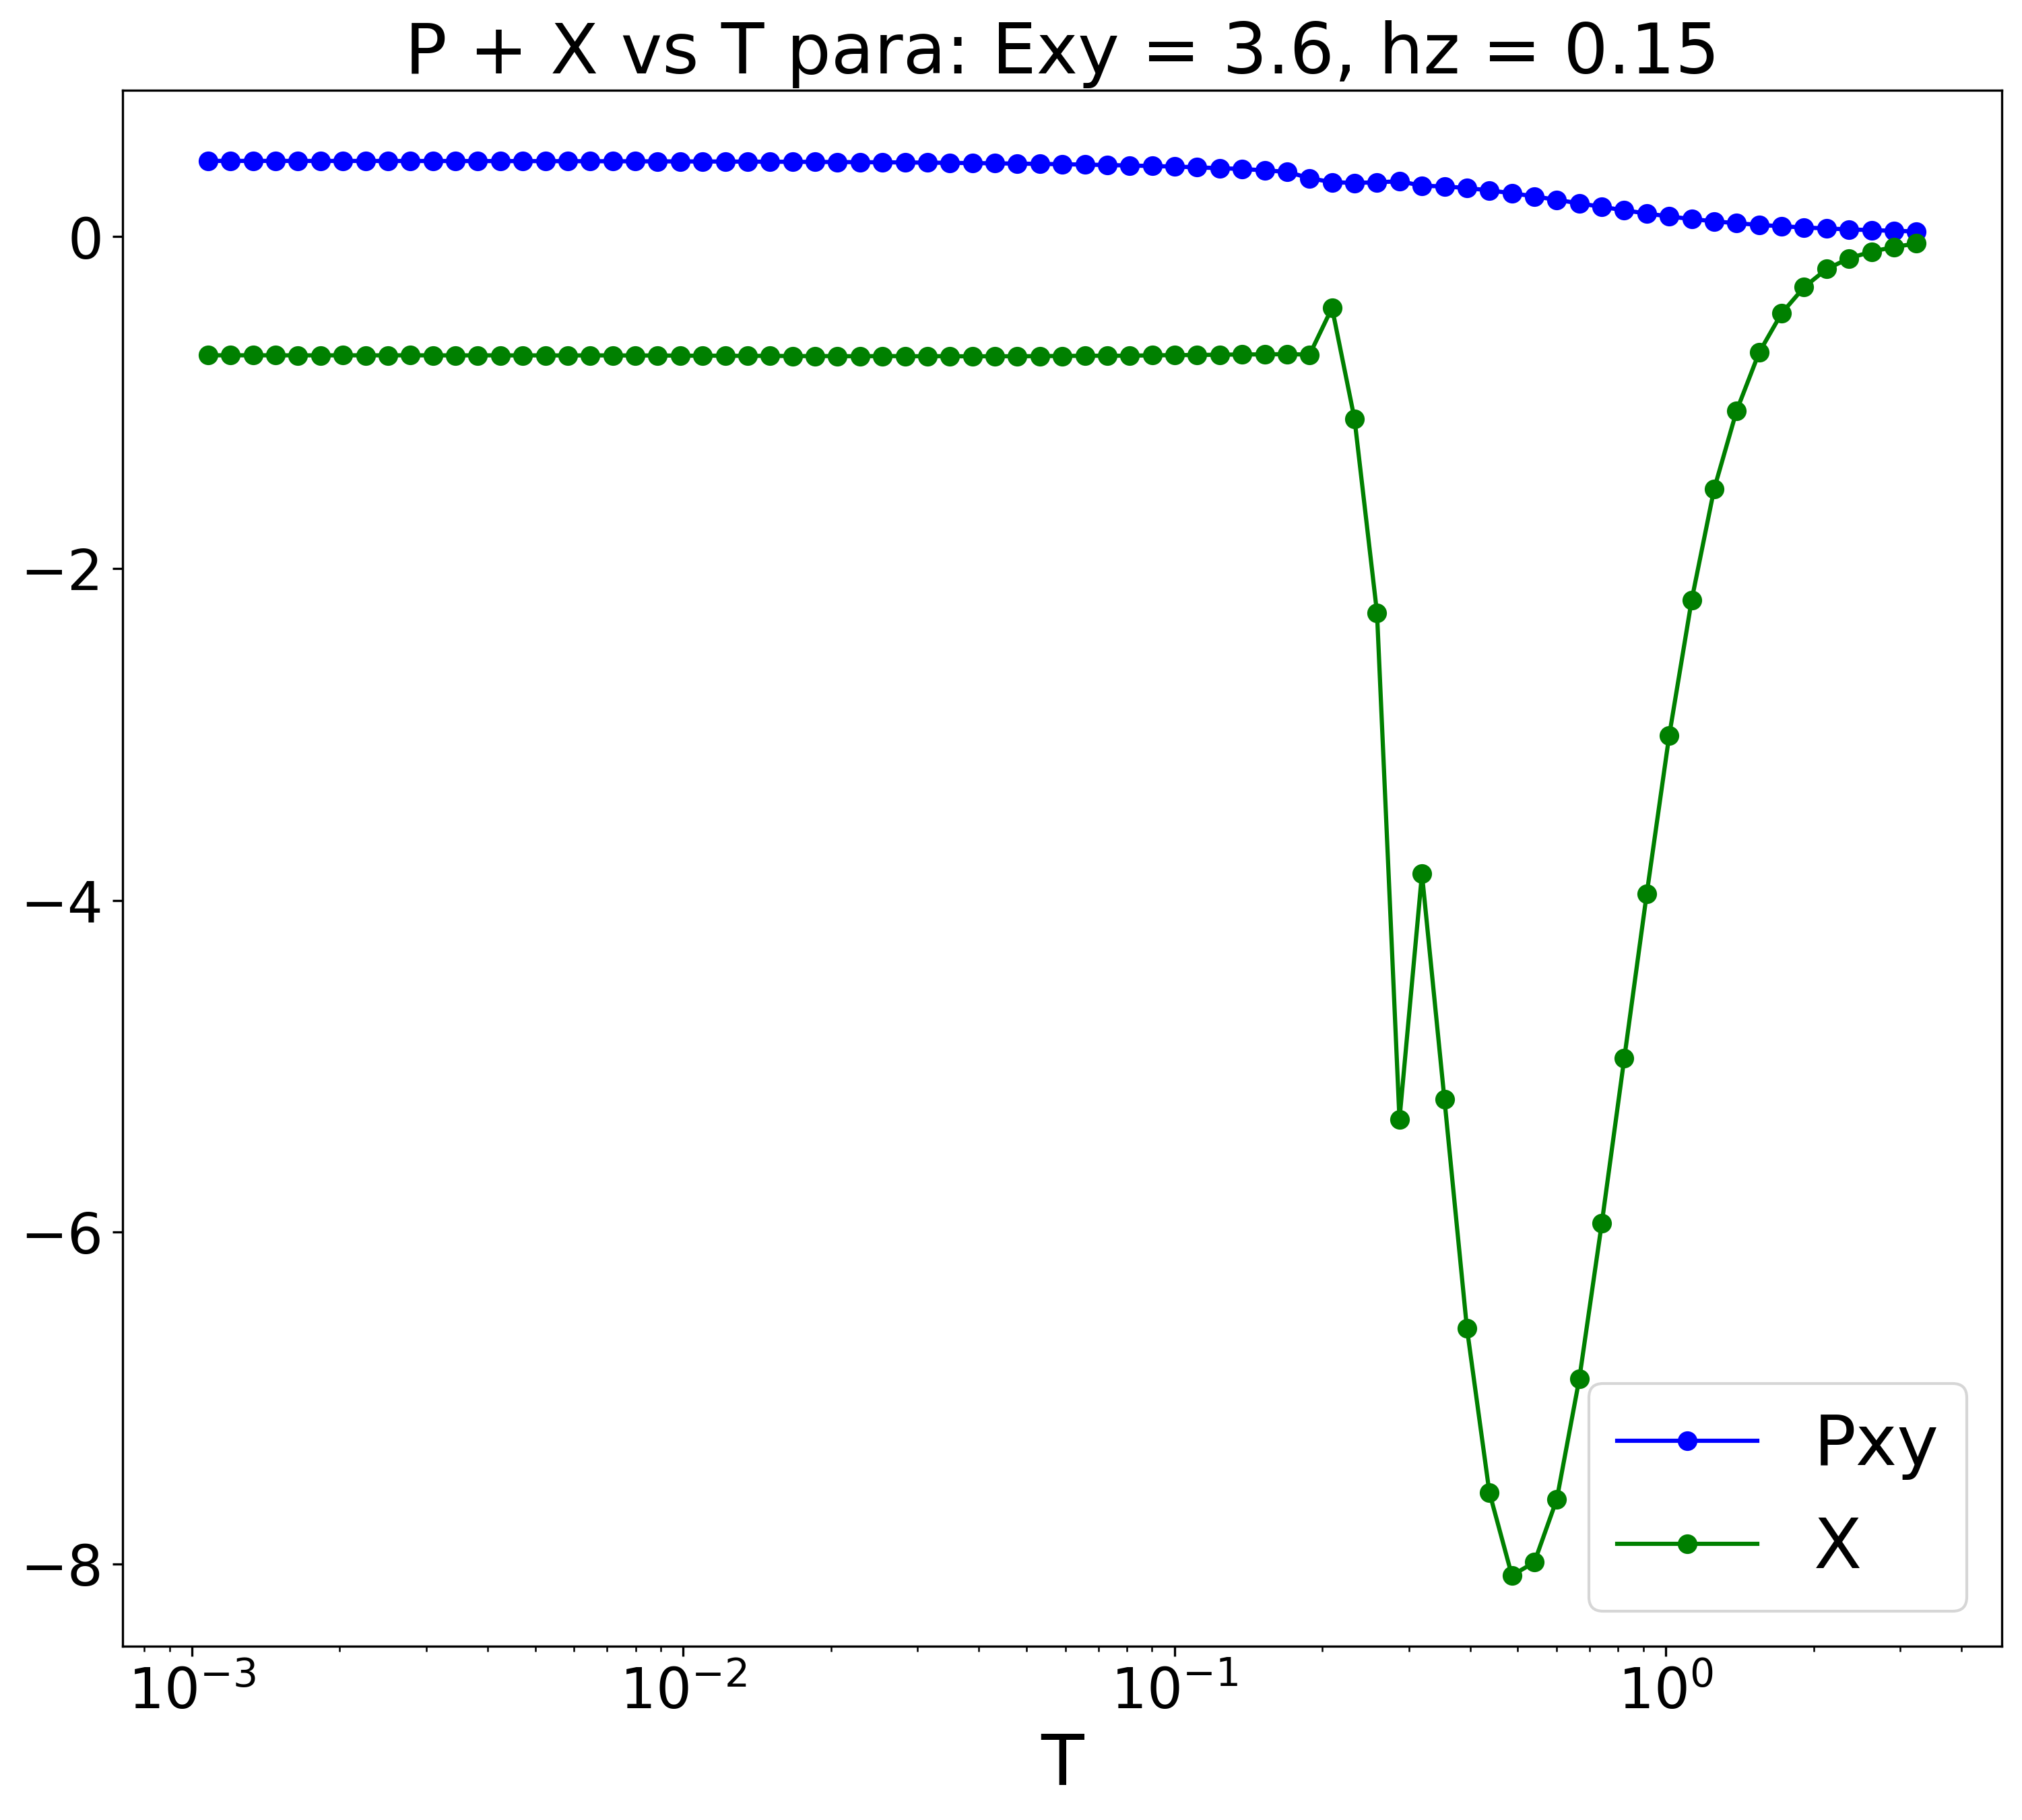 P + X vs T para: Exy = 3.6, hz = 0.15
0
−2
−4
−6
−8
Pxy
X
10⁻³ 10⁻² 10⁻¹ 10⁰
T